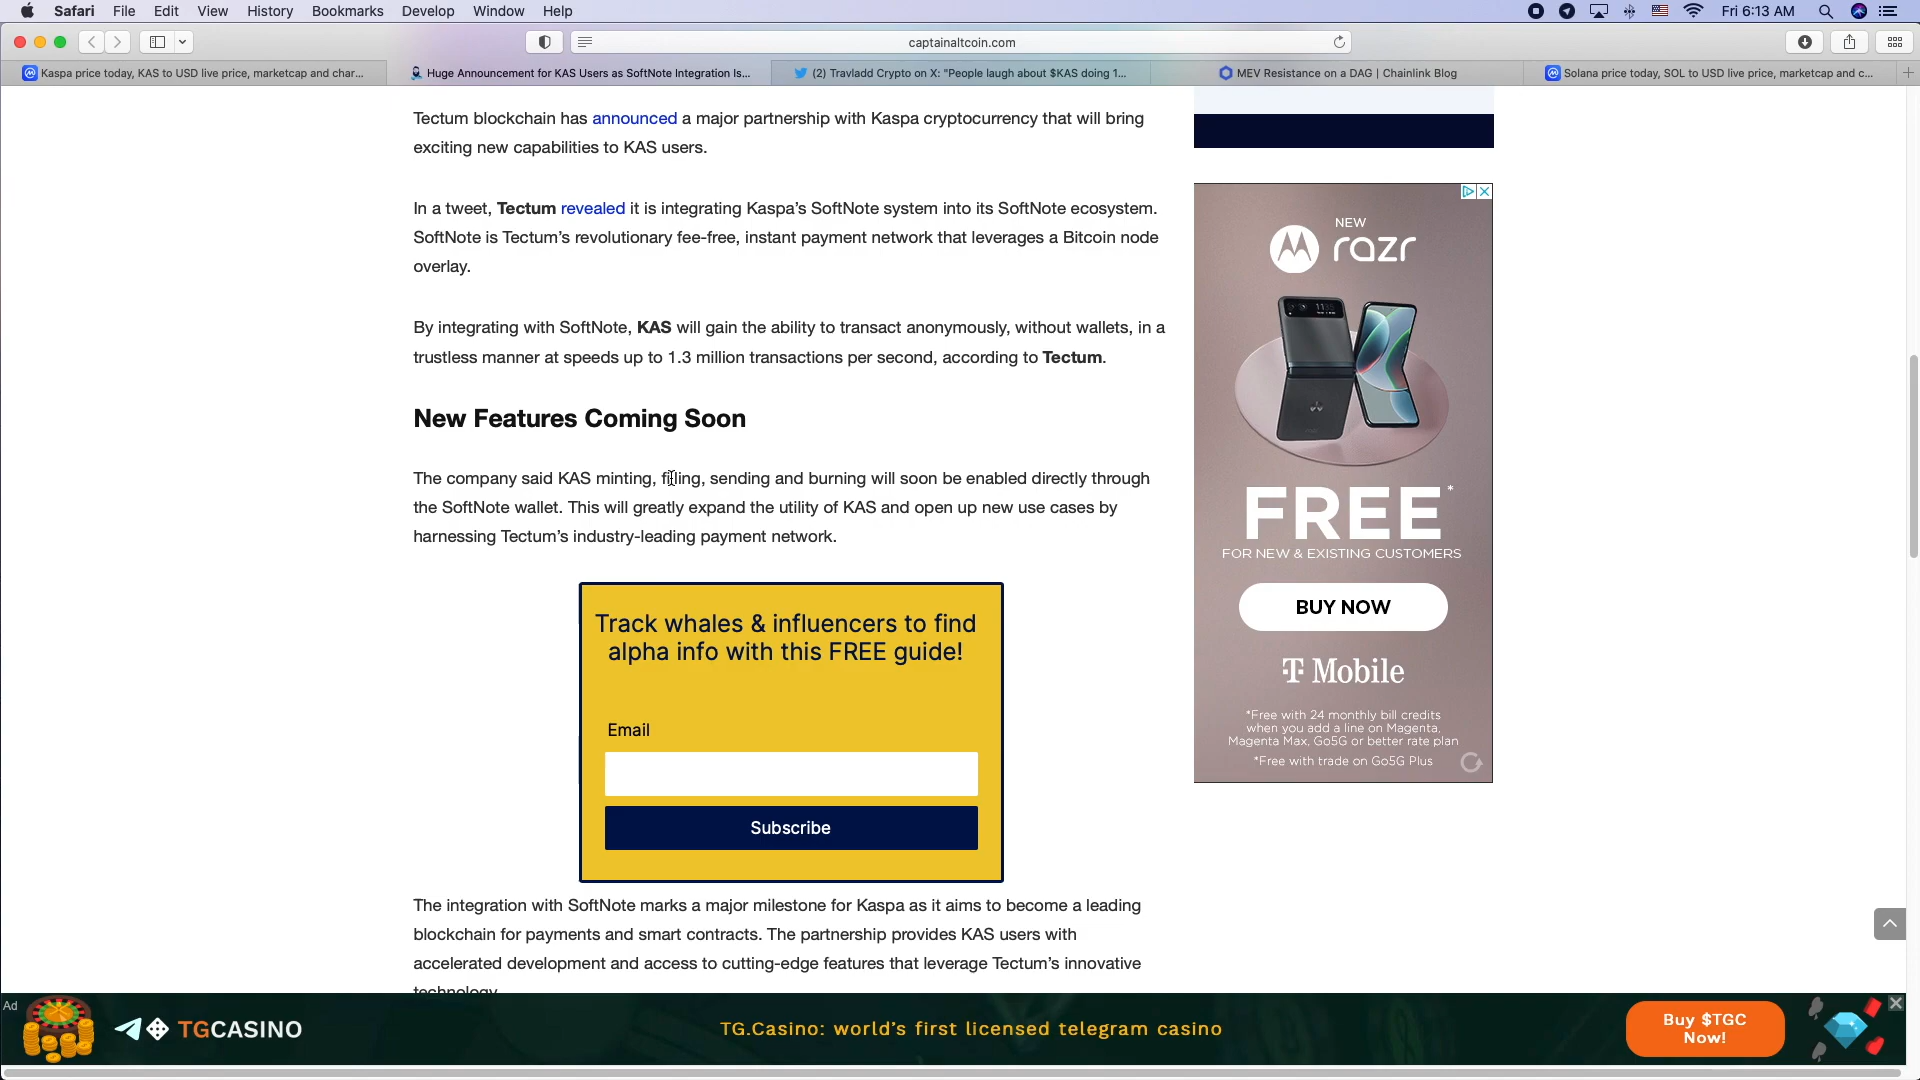 Safari File Edit View History Bookmarks Develop Window Help Fri 6:13 AM
captainaltcoin.com
Kaspa price today, KAS to USD live price, marketcap and char...
Huge Announcement for KAS Users as SoftNote Integration Is...
(2) Travladd Crypto on X: "People laugh about $KAS doing 1...
MEV Resistance on a DAG | Chainlink Blog
Solana price today, SOL to USD live price, marketcap and c...
Tectum blockchain has announced a major partnership with Kaspa cryptocurrency that will bring
exciting new capabilities to KAS users.
In a tweet, Tectum revealed it is integrating Kaspa’s SoftNote system into its SoftNote ecosystem.
SoftNote is Tectum’s revolutionary fee-free, instant payment network that leverages a Bitcoin node
overlay.
By integrating with SoftNote, KAS will gain the ability to transact anonymously, without wallets, in a
trustless manner at speeds up to 1.3 million transactions per second, according to Tectum.
New Features Coming Soon
The company said KAS minting, filling, sending and burning will soon be enabled directly through
the SoftNote wallet. This will greatly expand the utility of KAS and open up new use cases by
harnessing Tectum’s industry-leading payment network.
Track whales & influencers to find
alpha info with this FREE guide!
Email
Subscribe
The integration with SoftNote marks a major milestone for Kaspa as it aims to become a leading
blockchain for payments and smart contracts. The partnership provides KAS users with
accelerated development and access to cutting-edge features that leverage Tectum’s innovative
technology.
NEW
razr
FREE*
FOR NEW & EXISTING CUSTOMERS
BUY NOW
T Mobile
*Free with 24 monthly bill credits
when you add a line on Magenta,
Magenta Max, Go5G or better rate plan
*Free with trade on Go5G Plus
Ad
TGCASINO
TG.Casino: world’s first licensed telegram casino
Buy $TGC
Now!